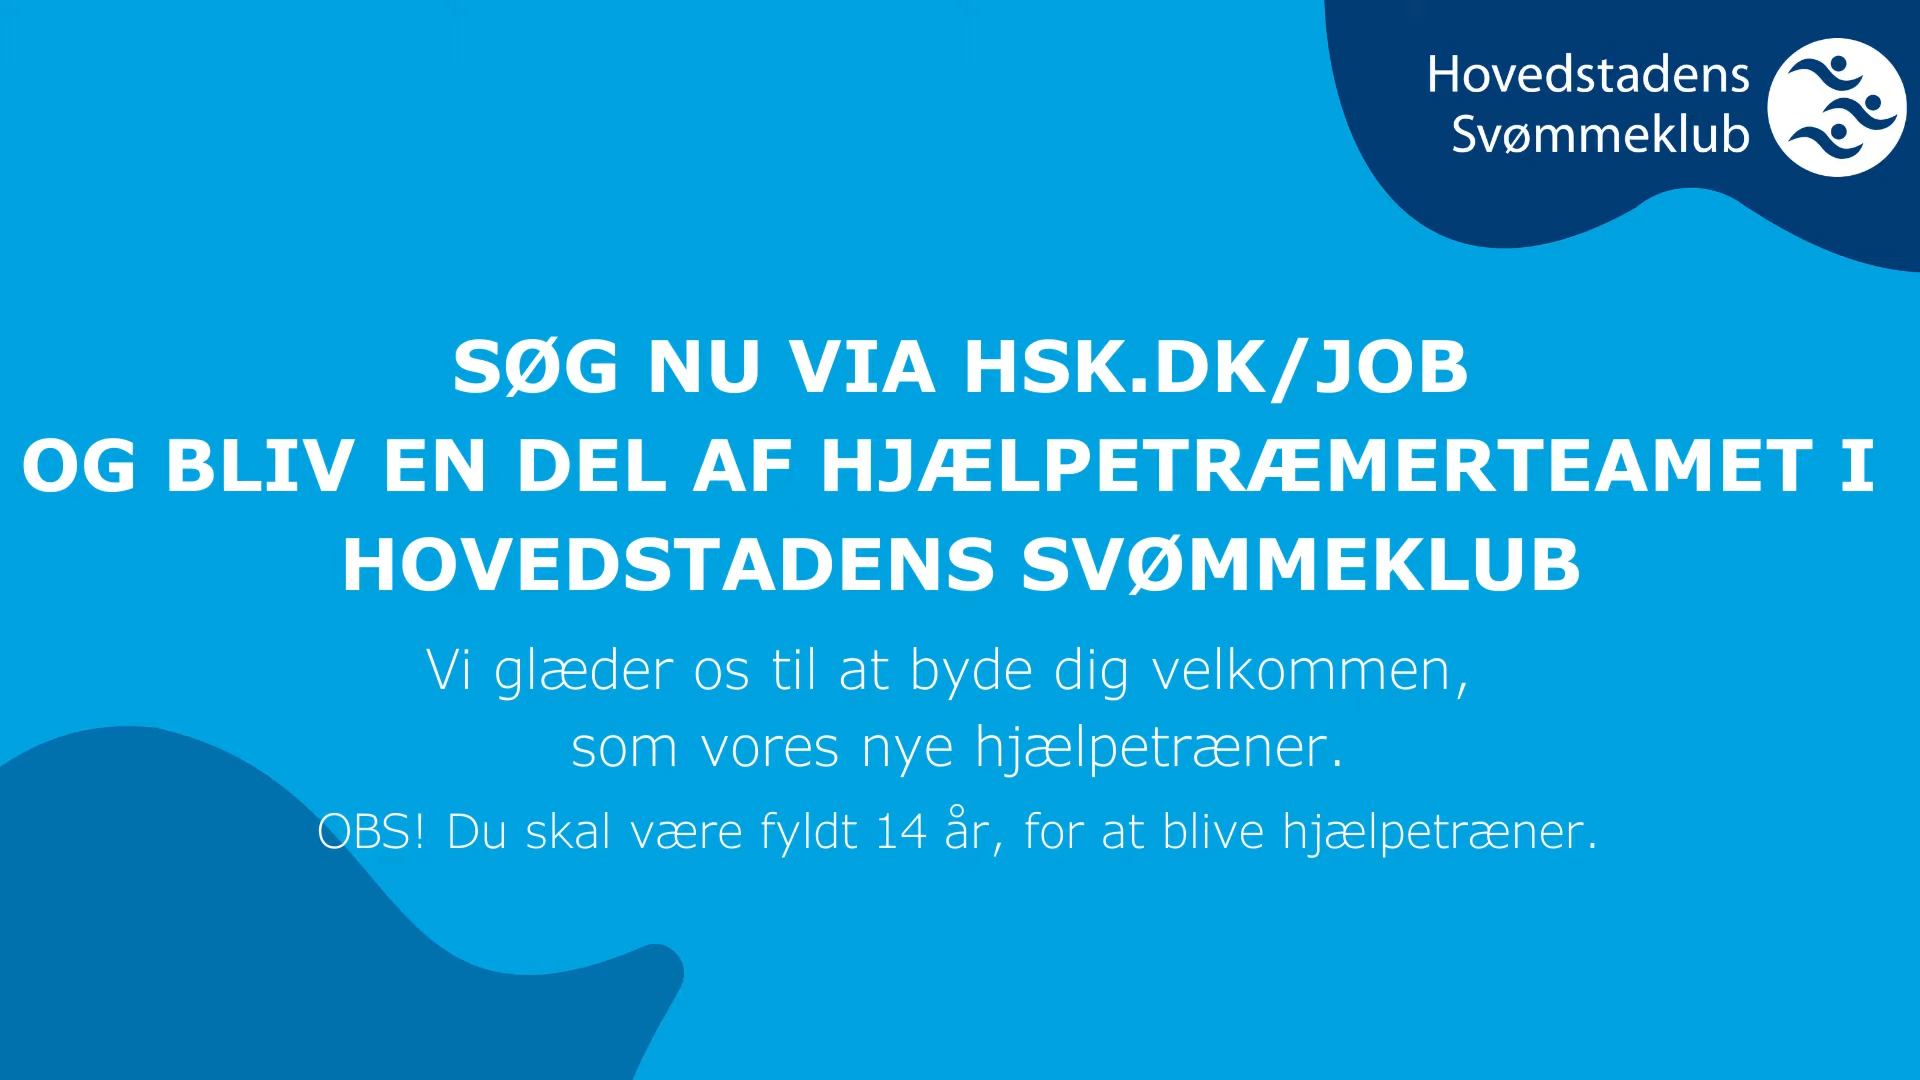 Hovedstadens
Svømmeklub
SØG NU VIA HSK.DK/JOB
OG BLIV EN DEL AF HJÆLPETRÆMERTEAMET I
HOVEDSTADENS SVØMMEKLUB
Vi glæder os til at byde dig velkommen,
som vores nye hjælpetræner.
OBS! Du skal være fyldt 14 år, for at blive hjælpetræner.